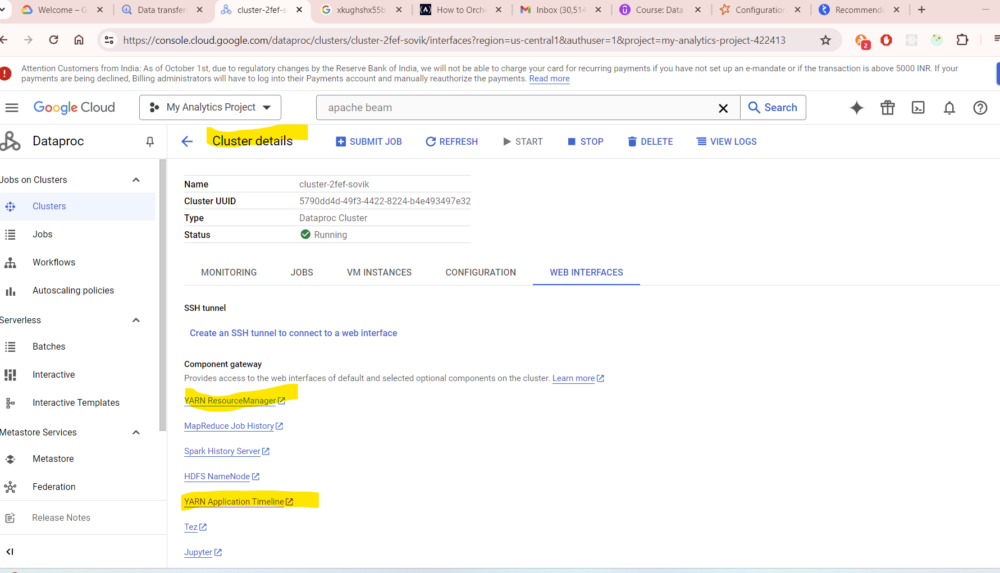 Welcome – G
Data transfers
cluster-2fef-s
xkughshx55b
How to Orche
Inbox (30,514
Course: Data
Configuration
Recommende
https://console.cloud.google.com/dataproc/clusters/cluster-2fef-sovik/interfaces?region=us-central1&authuser=1&project=my-analytics-project-422413
2
Attention Customers from India: As of October 1st, due to regulatory changes by the Reserve Bank of India, we will not be able to charge your card for recurring payments if you have not set up an e-mandate or if the transaction is above 5000 INR. If your
payments are being declined, Billing administrators will have to log into their Payments account and manually reauthorize the payments. Read more
Google Cloud
My Analytics Project
apache beam
Search
Dataproc
Cluster details
SUBMIT JOB
REFRESH
START
STOP
DELETE
VIEW LOGS
Jobs on Clusters
Clusters
Jobs
Workflows
Autoscaling policies
Serverless
Batches
Interactive
Interactive Templates
Metastore Services
Metastore
Federation
Release Notes
Name cluster-2fef-sovik
Cluster UUID 5790dd4d-49f3-4422-8224-b4e493497e32
Type Dataproc Cluster
Status Running
MONITORING
JOBS
VM INSTANCES
CONFIGURATION
WEB INTERFACES
SSH tunnel
Create an SSH tunnel to connect to a web interface
Component gateway
Provides access to the web interfaces of default and selected optional components on the cluster. Learn more
YARN ResourceManager
MapReduce Job History
Spark History Server
HDFS NameNode
YARN Application Timeline
Tez
Jupyter